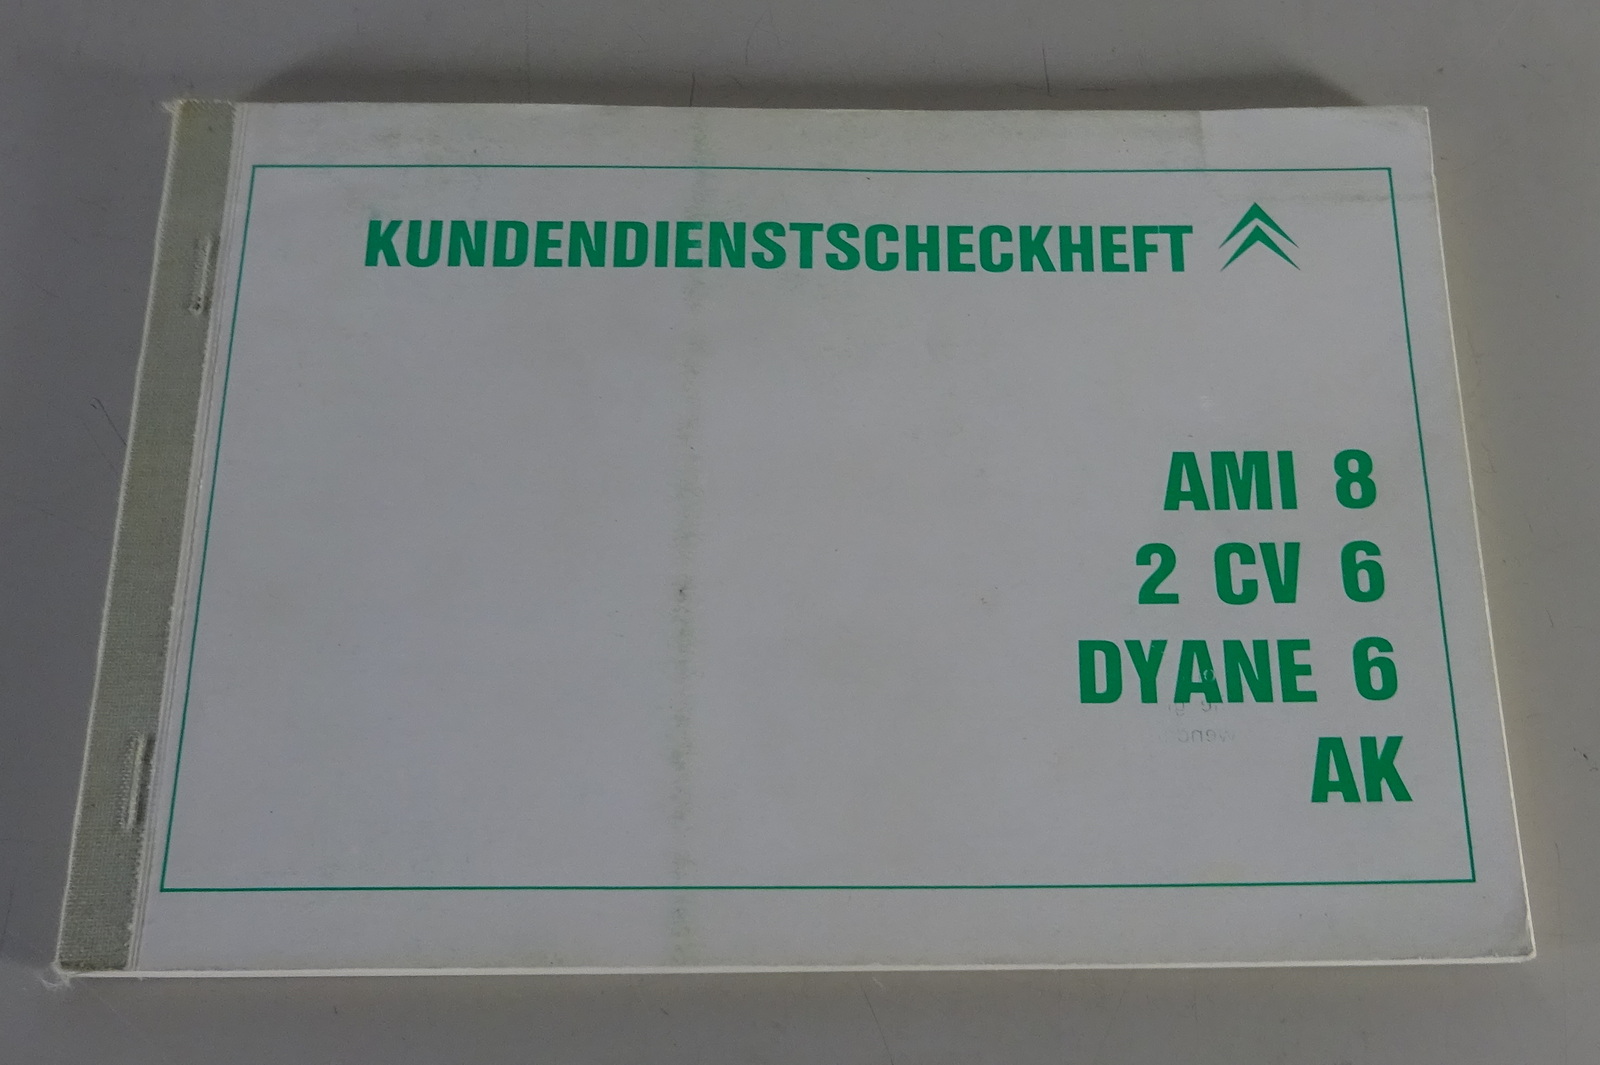 KUNDENDIENSTSCHECKHEFT
AMI 8
2 CV 6
DYANE 6
AK